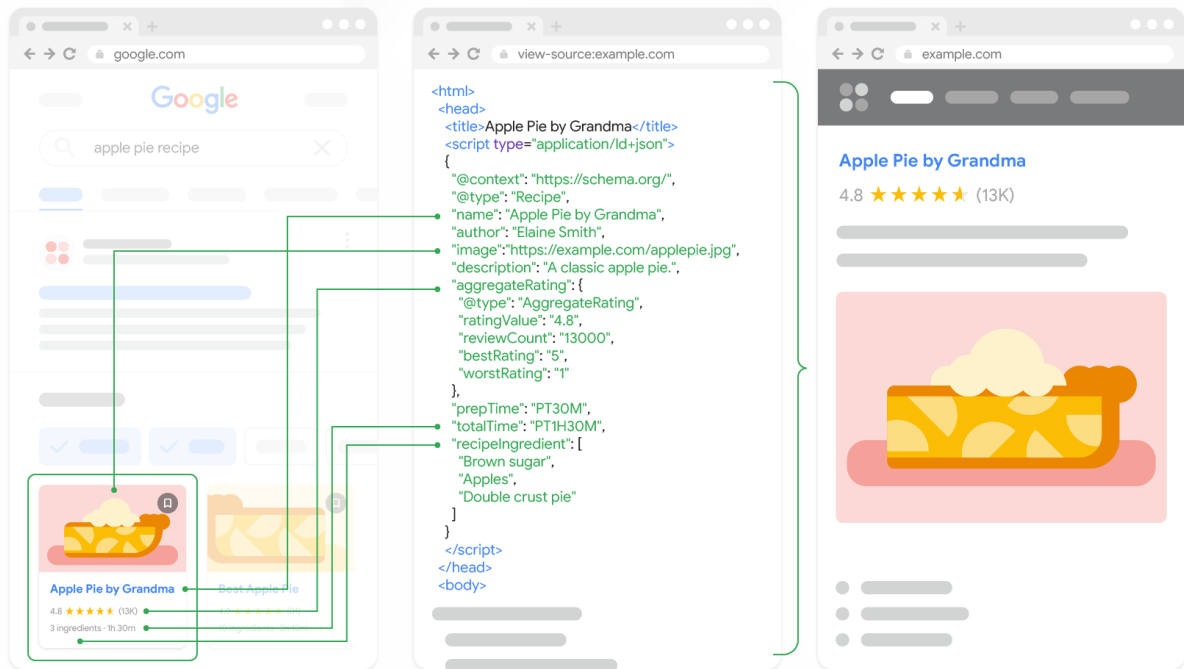 google.com
Google
apple pie recipe
Apple Pie by Grandma
4.8 (13K)
3 ingredients · 1h 30m
Best Apple Pie
view-source:example.com
<html>
<head>
<title>Apple Pie by Grandma</title>
<script type="application/ld+json">
{
"@context": "https://schema.org/",
"@type": "Recipe",
"name": "Apple Pie by Grandma",
"author": "Elaine Smith",
"image":"https://example.com/applepie.jpg",
"description": "A classic apple pie.",
"aggregateRating": {
"@type": "AggregateRating",
"ratingValue": "4.8",
"reviewCount": "13000",
"bestRating": "5",
"worstRating": "1"
},
"prepTime": "PT30M",
"totalTime": "PT1H30M",
"recipeIngredient": [
"Brown sugar",
"Apples",
"Double crust pie"
]
}
</script>
</head>
<body>
example.com
Apple Pie by Grandma
4.8 (13K)